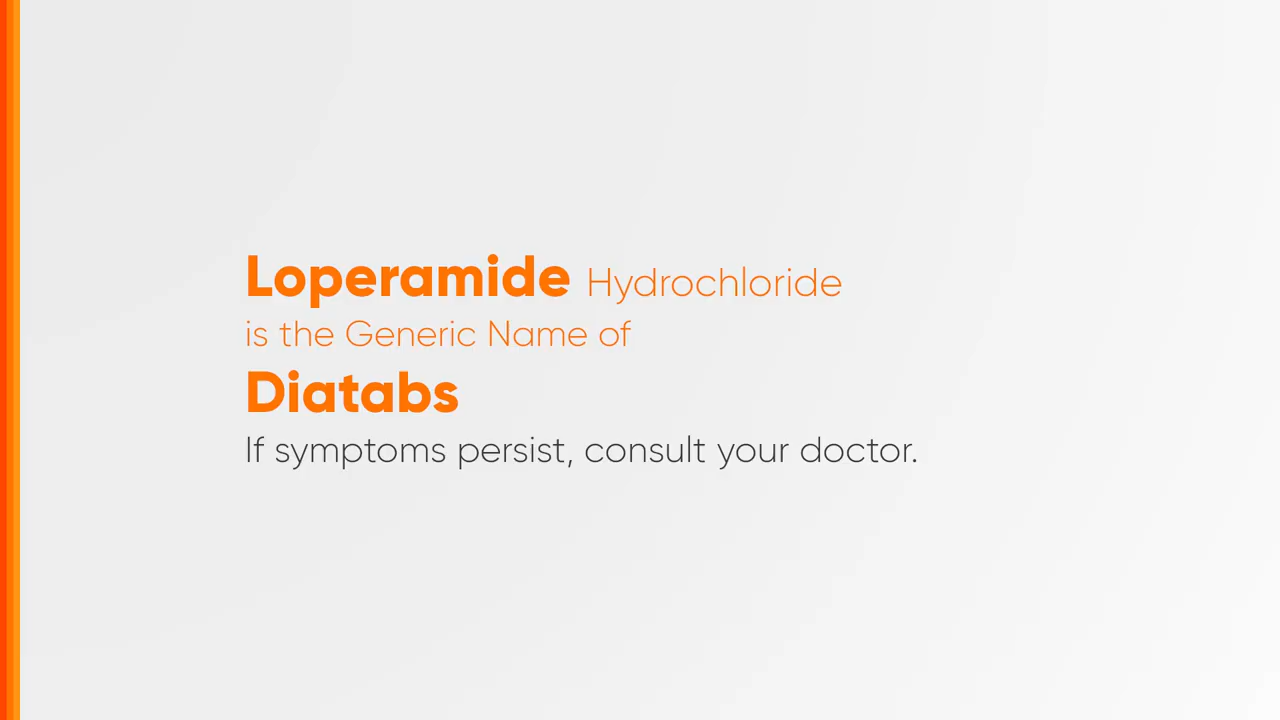 Loperamide Hydrochloride
is the Generic Name of
Diatabs
If symptoms persist, consult your doctor.